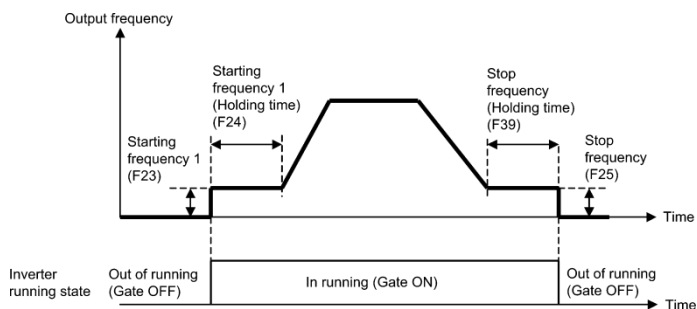 Output frequency
Starting
frequency 1
(Holding time)
(F24)
Stop
frequency
(Holding time)
(F39)
Starting
frequency 1
(F23)
Stop
frequency
(F25)
Time
Inverter
running state
Out of running
(Gate OFF)
In running (Gate ON)
Out of running
(Gate OFF)
Time